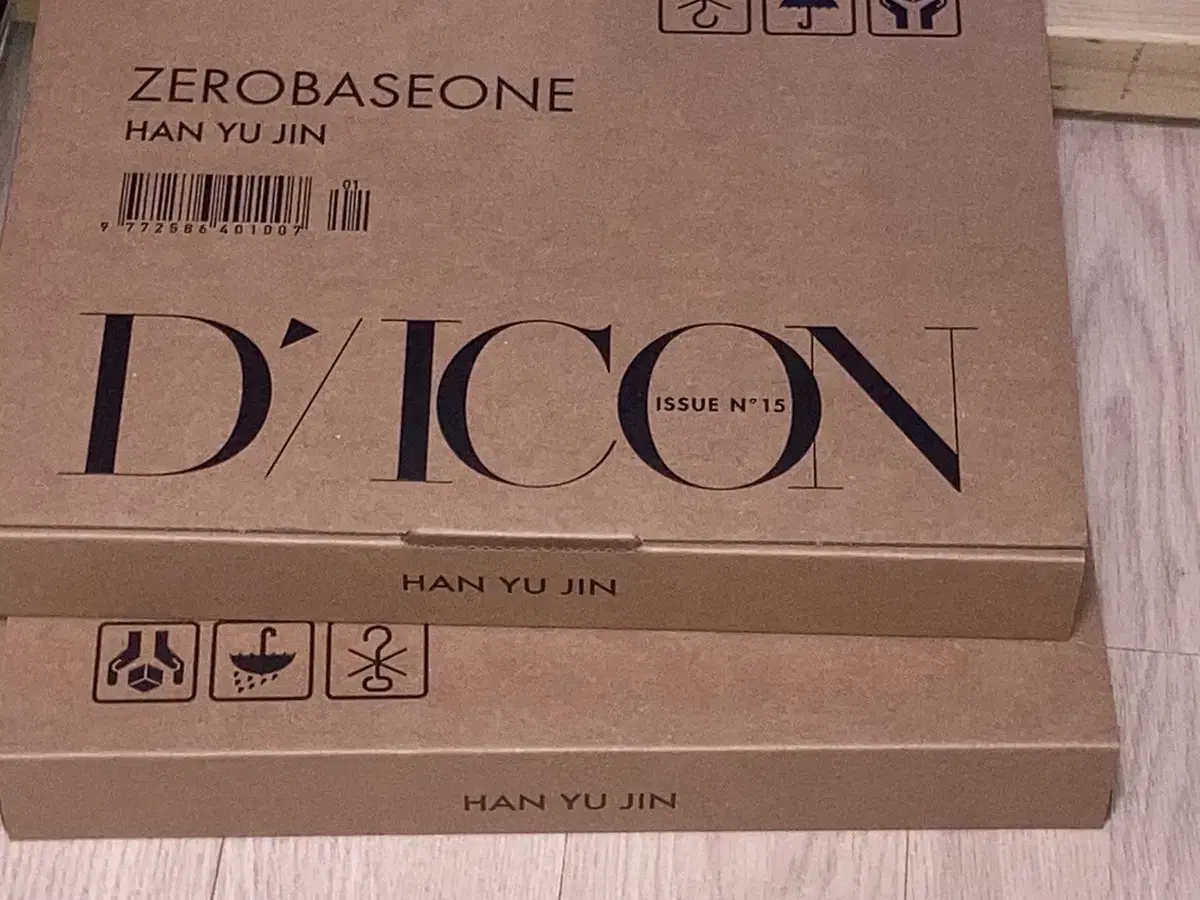 ZEROBASEONE
HAN YU JIN
01
9 772586 401007
D'/ICON
ISSUE N°15
HAN YU JIN
HAN YU JIN